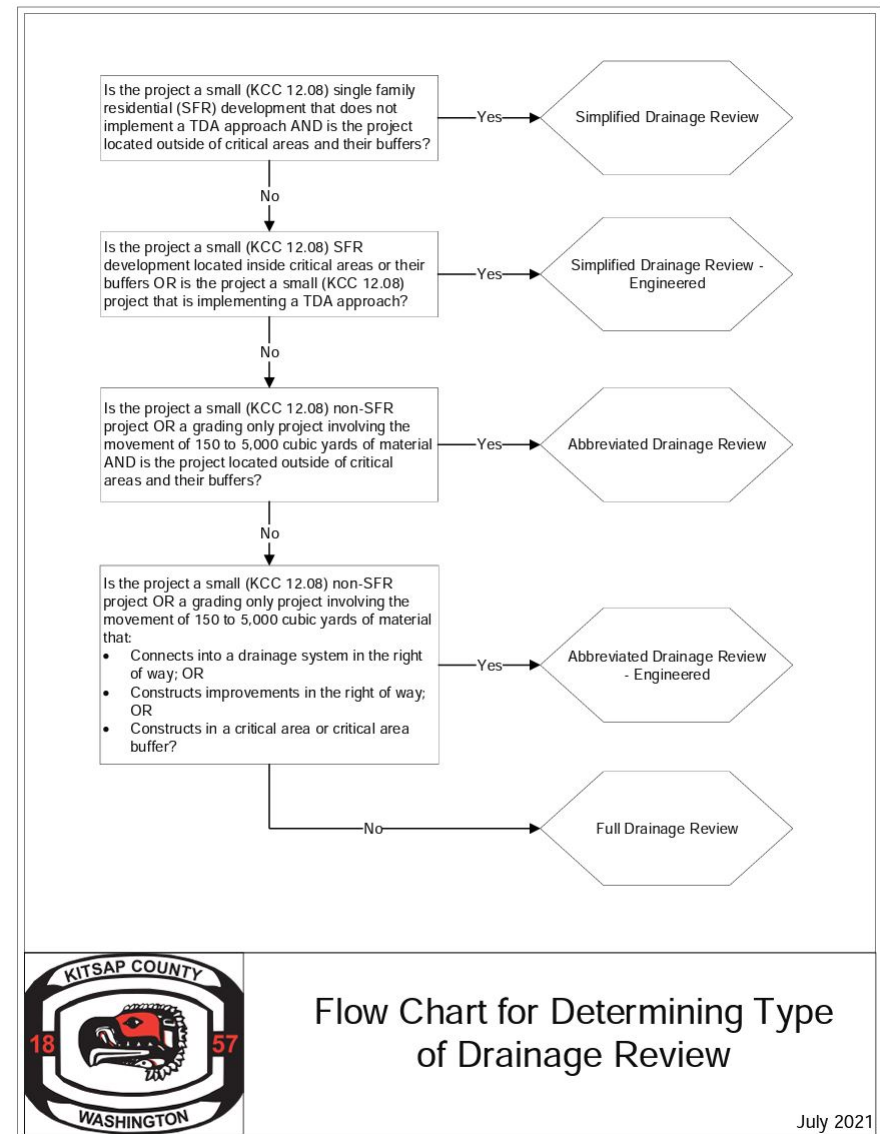 Is the project a small (KCC 12.08) single family
residential (SFR) development that does not
implement a TDA approach AND is the project
located outside of critical areas and their buffers?
Yes
Simplified Drainage Review
No
Is the project a small (KCC 12.08) SFR
development located inside critical areas or their
buffers OR is the project a small (KCC 12.08)
project that is implementing a TDA approach?
Yes
Simplified Drainage Review -
Engineered
No
Is the project a small (KCC 12.08) non-SFR
project OR a grading only project involving the
movement of 150 to 5,000 cubic yards of material
AND is the project located outside of critical
areas and their buffers?
Yes
Abbreviated Drainage Review
No
Is the project a small (KCC 12.08) non-SFR
project OR a grading only project involving the
movement of 150 to 5,000 cubic yards of material
that:
• Connects into a drainage system in the right
of way; OR
• Constructs improvements in the right of way;
OR
• Constructs in a critical area or critical area
buffer?
Yes
Abbreviated Drainage Review
- Engineered
No
Full Drainage Review
KITSAP COUNTY
18 57
WASHINGTON
Flow Chart for Determining Type
of Drainage Review
July 2021